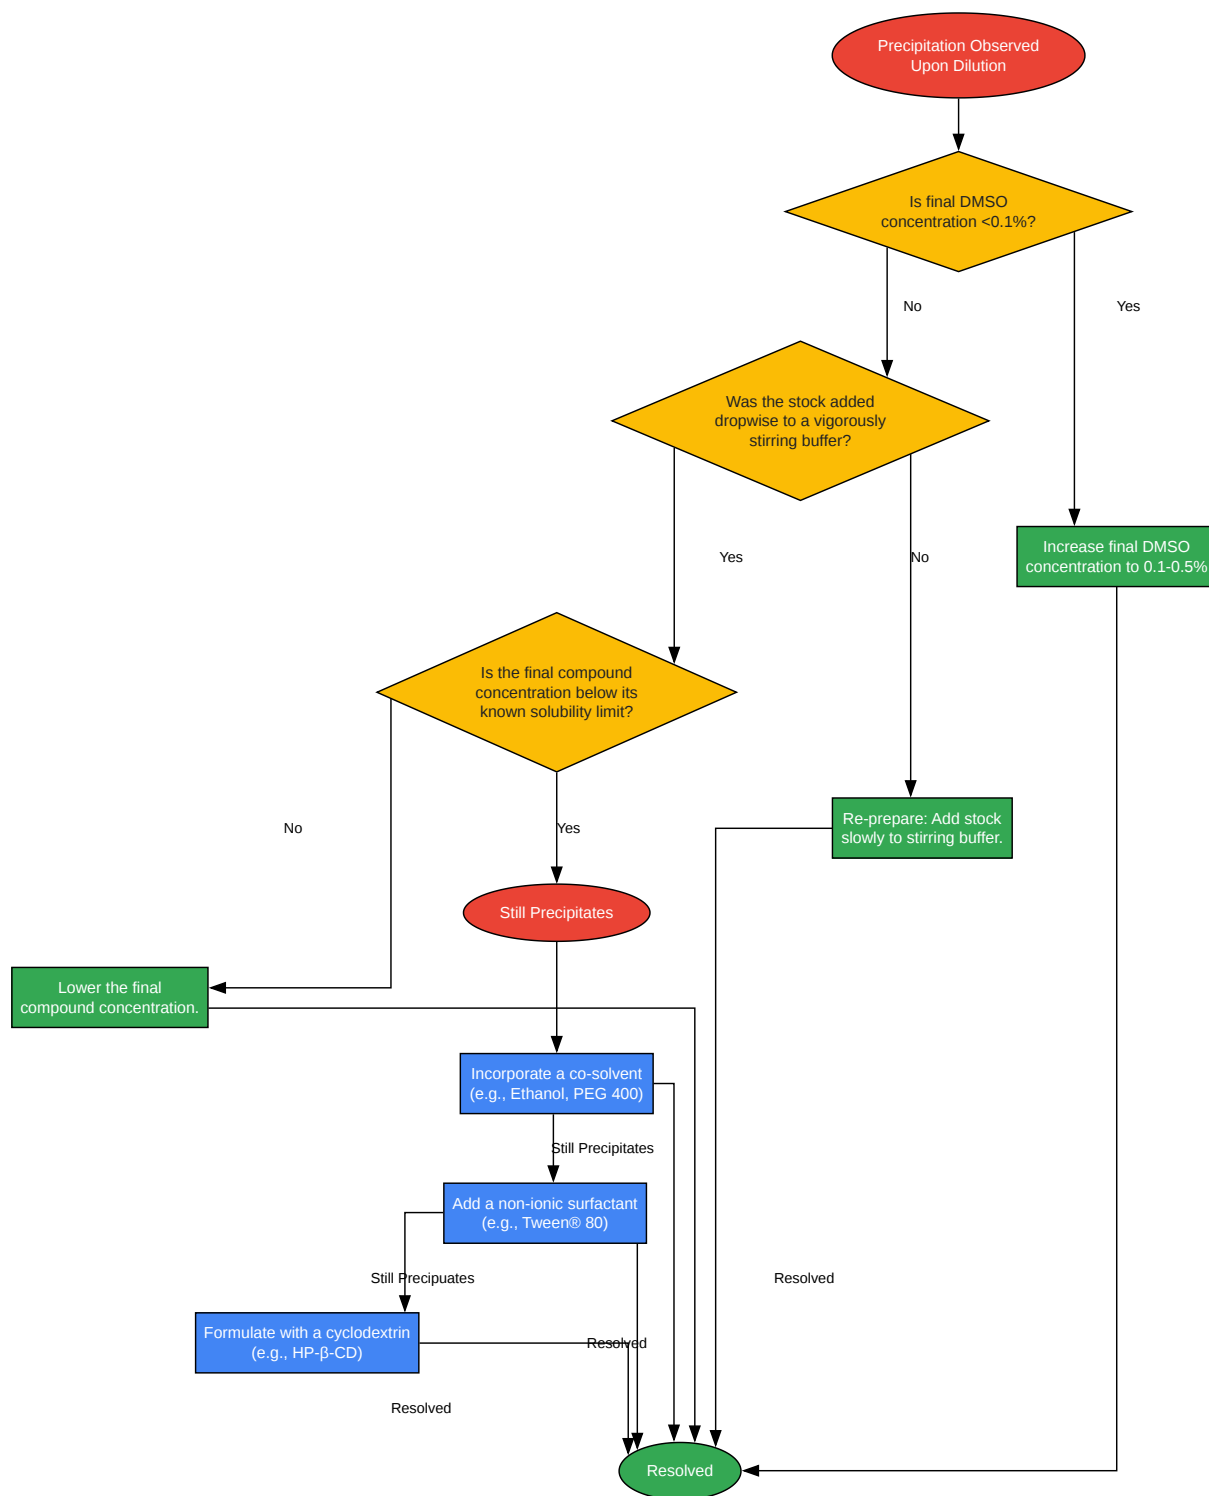 Precipitation Observed
Upon Dilution
Is final DMSO
concentration <0.1%?
No
Yes
Was the stock added
dropwise to a vigorously
stirring buffer?
Increase final DMSO
concentration to 0.1-0.5%
Yes
No
Is the final compound
concentration below its
known solubility limit?
Re-prepare: Add stock
slowly to stirring buffer.
No
Yes
Still Precipitates
Lower the final
compound concentration.
Incorporate a co-solvent
(e.g., Ethanol, PEG 400)
Still Precipitates
Add a non-ionic surfactant
(e.g., Tween® 80)
Still Precipuates
Resolved
Formulate with a cyclodextrin
(e.g., HP-β-CD)
Resolved
Resolved
Resolved